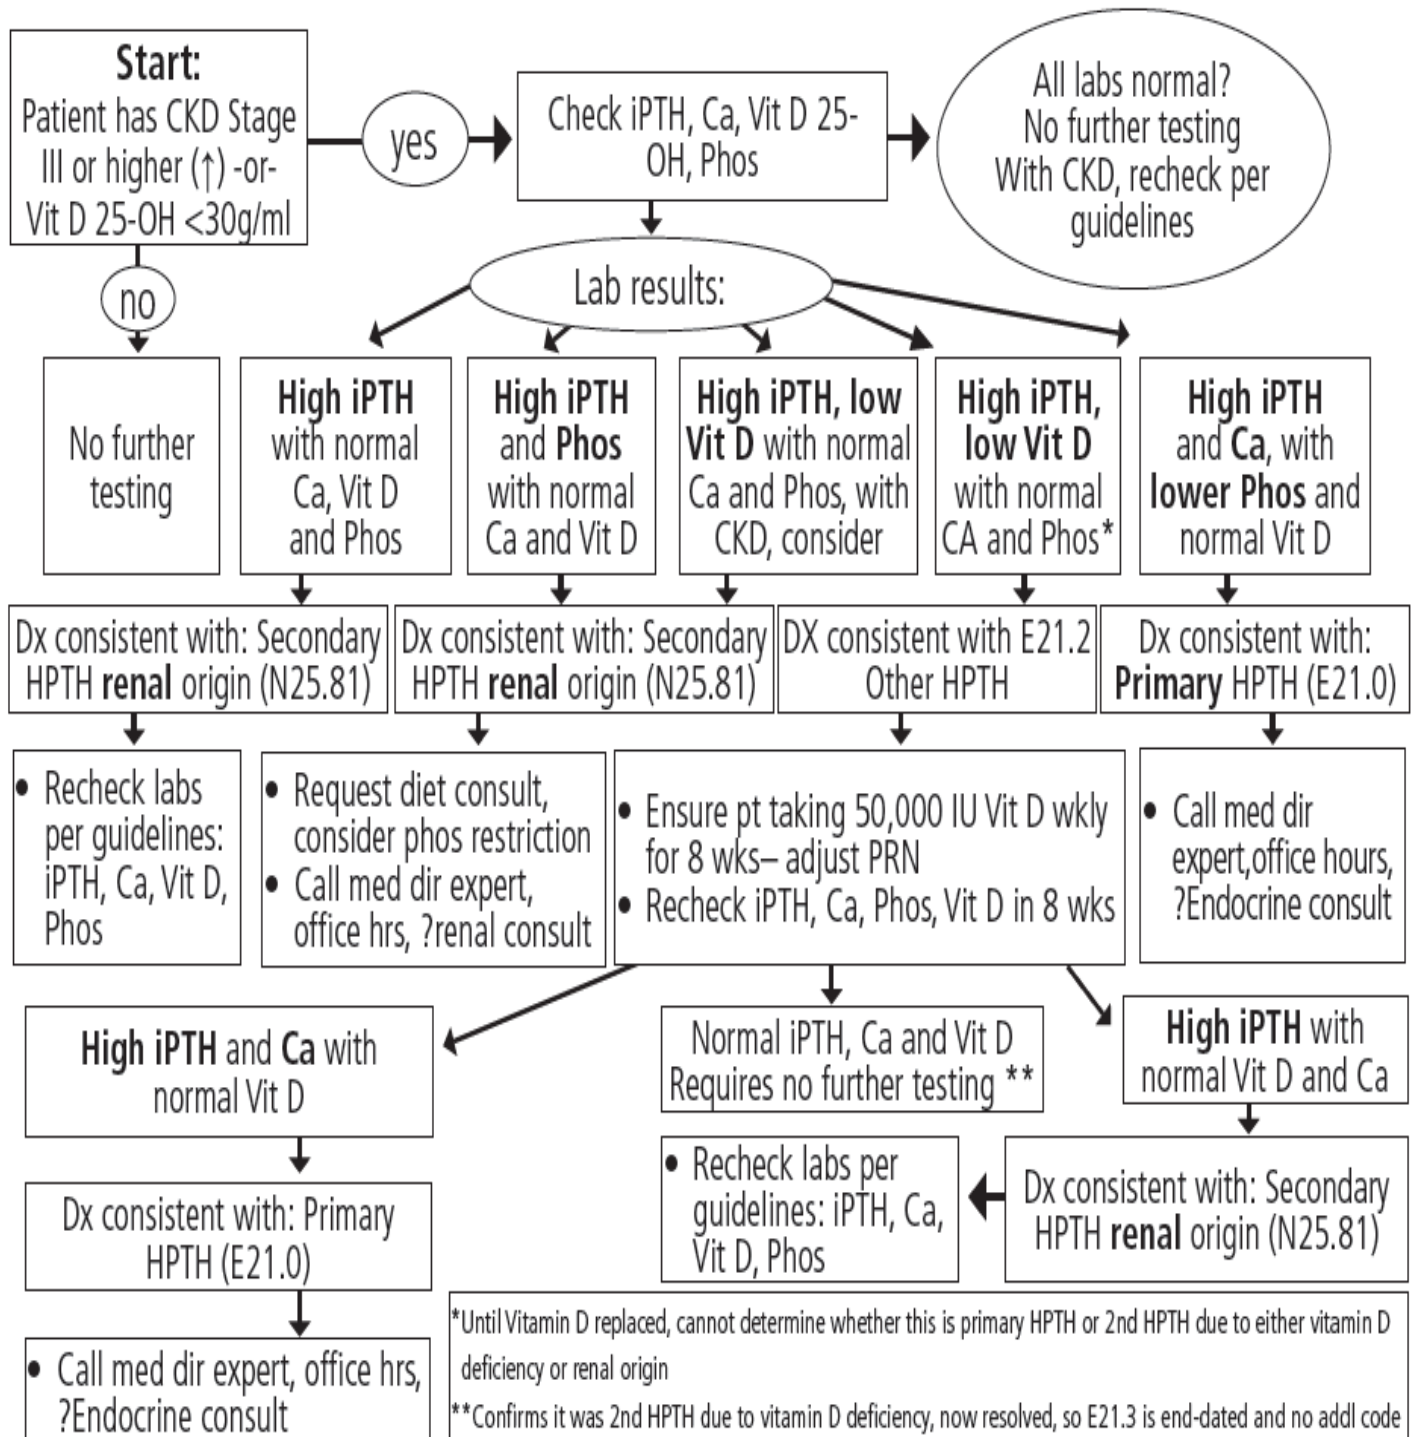 Start:
Patient has CKD Stage
III or higher (↑) -or-
Vit D 25-OH <30g/ml
yes
Check iPTH, Ca, Vit D 25-
OH, Phos
All labs normal?
No further testing
With CKD, recheck per
guidelines
no
Lab results:
No further
testing
High iPTH
with normal
Ca, Vit D
and Phos
High iPTH
and Phos
with normal
Ca and Vit D
High iPTH, low
Vit D with normal
Ca and Phos, with
CKD, consider
High iPTH,
low Vit D
with normal
CA and Phos*
High iPTH
and Ca, with
lower Phos and
normal Vit D
Dx consistent with: Secondary
HPTH renal origin (N25.81)
Dx consistent with: Secondary
HPTH renal origin (N25.81)
DX consistent with E21.2
Other HPTH
Dx consistent with:
Primary HPTH (E21.0)
• Recheck labs
per guidelines:
iPTH, Ca, Vit D,
Phos
• Request diet consult,
consider phos restriction
• Call med dir expert,
office hrs, ?renal consult
• Ensure pt taking 50,000 IU Vit D wkly
for 8 wks– adjust PRN
• Recheck iPTH, Ca, Phos, Vit D in 8 wks
• Call med dir
expert,office hours,
?Endocrine consult
High iPTH and Ca with
normal Vit D
Normal iPTH, Ca and Vit D
Requires no further testing **
High iPTH with
normal Vit D and Ca
Dx consistent with: Primary
HPTH (E21.0)
• Recheck labs per
guidelines: iPTH, Ca,
Vit D, Phos
Dx consistent with: Secondary
HPTH renal origin (N25.81)
• Call med dir expert, office hrs,
?Endocrine consult
*Until Vitamin D replaced, cannot determine whether this is primary HPTH or 2nd HPTH due to either vitamin D
deficiency or renal origin
**Confirms it was 2nd HPTH due to vitamin D deficiency, now resolved, so E21.3 is end-dated and no addl code